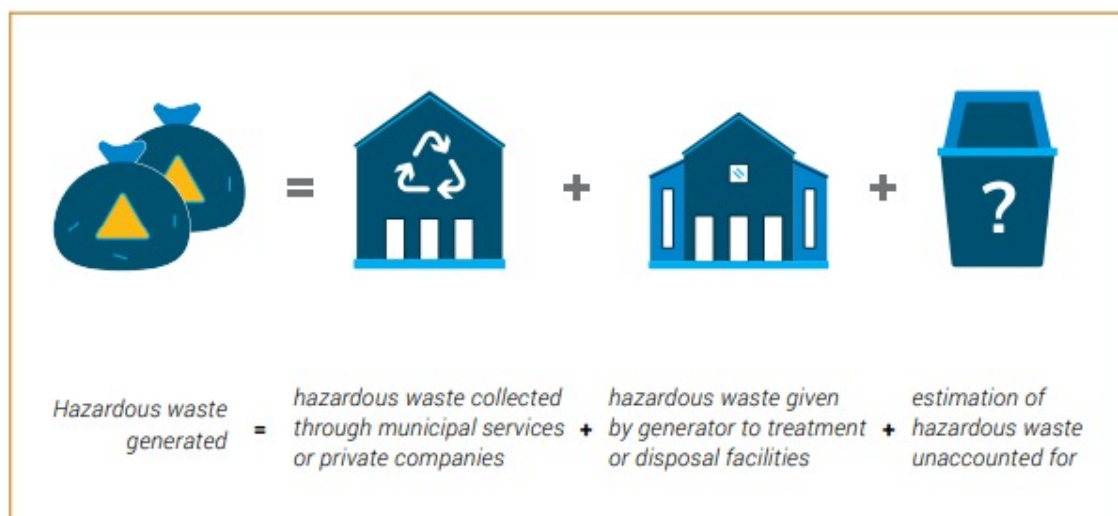 ?
Hazardous waste
generated
=
hazardous waste collected
through municipal services
or private companies
+
hazardous waste given
by generator to treatment
or disposal facilities
+
estimation of
hazardous waste
unaccounted for